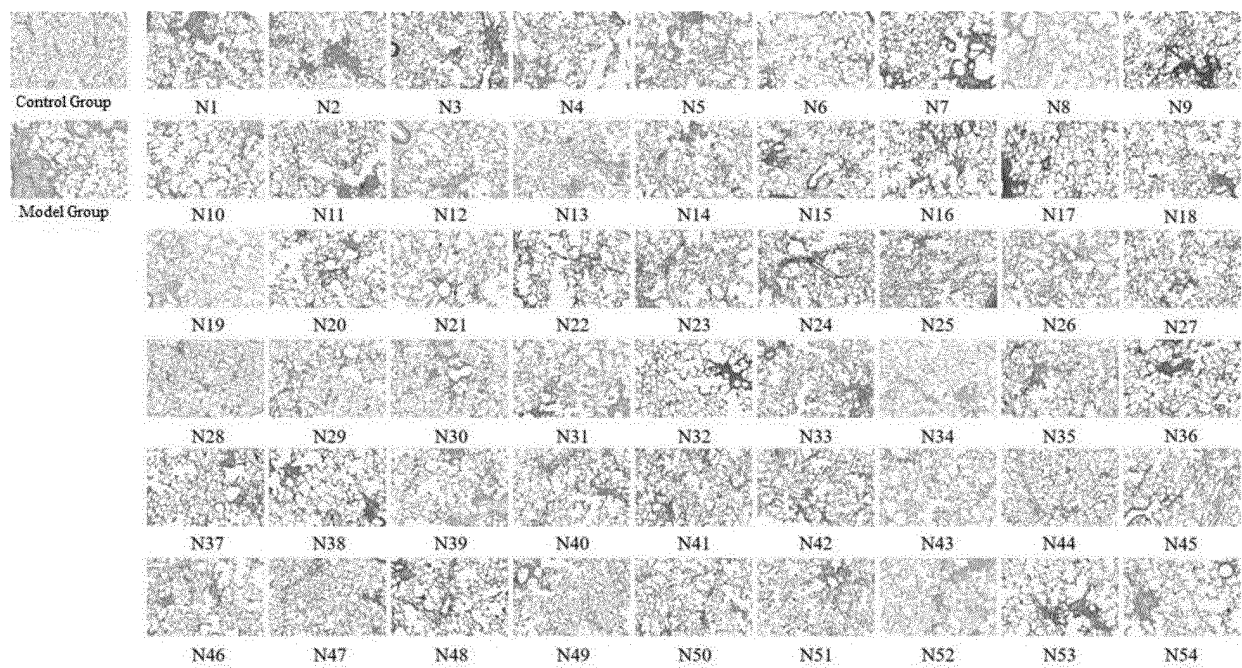 Control Group
N1 N2 N3 N4 N5 N6 N7 N8 N9
Model Group
N10 N11 N12 N13 N14 N15 N16 N17 N18
N19 N20 N21 N22 N23 N24 N25 N26 N27
N28 N29 N30 N31 N32 N33 N34 N35 N36
N37 N38 N39 N40 N41 N42 N43 N44 N45
N46 N47 N48 N49 N50 N51 N52 N53 N54